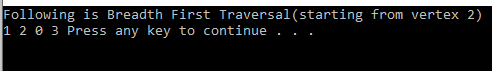 Following is Breadth First Traversal(starting from vertex 2)
1 2 0 3 Press any key to continue . . .